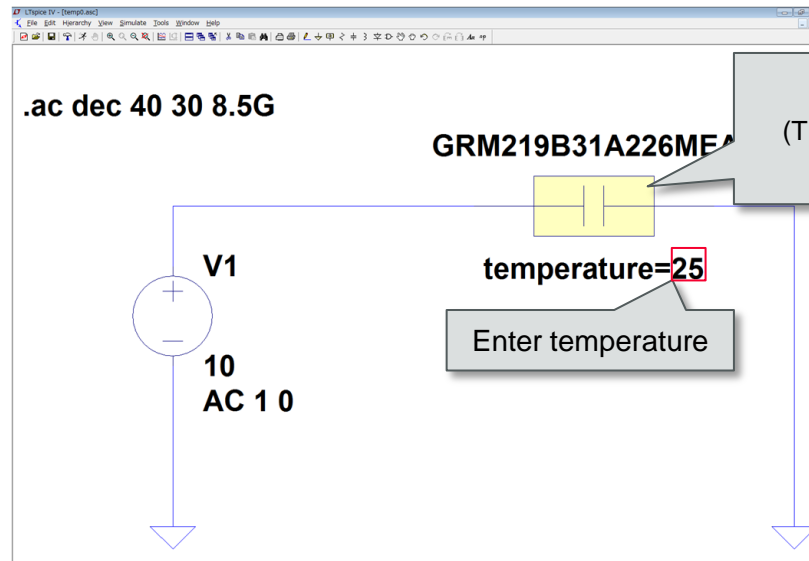 LTspice IV - [temp0.asc]
File Edit Hierarchy View Simulate Tools Window Help
.ac dec 40 30 8.5G
(T
GRM219B31A226MEA
V1
temperature=25
Enter temperature
10
AC 1 0